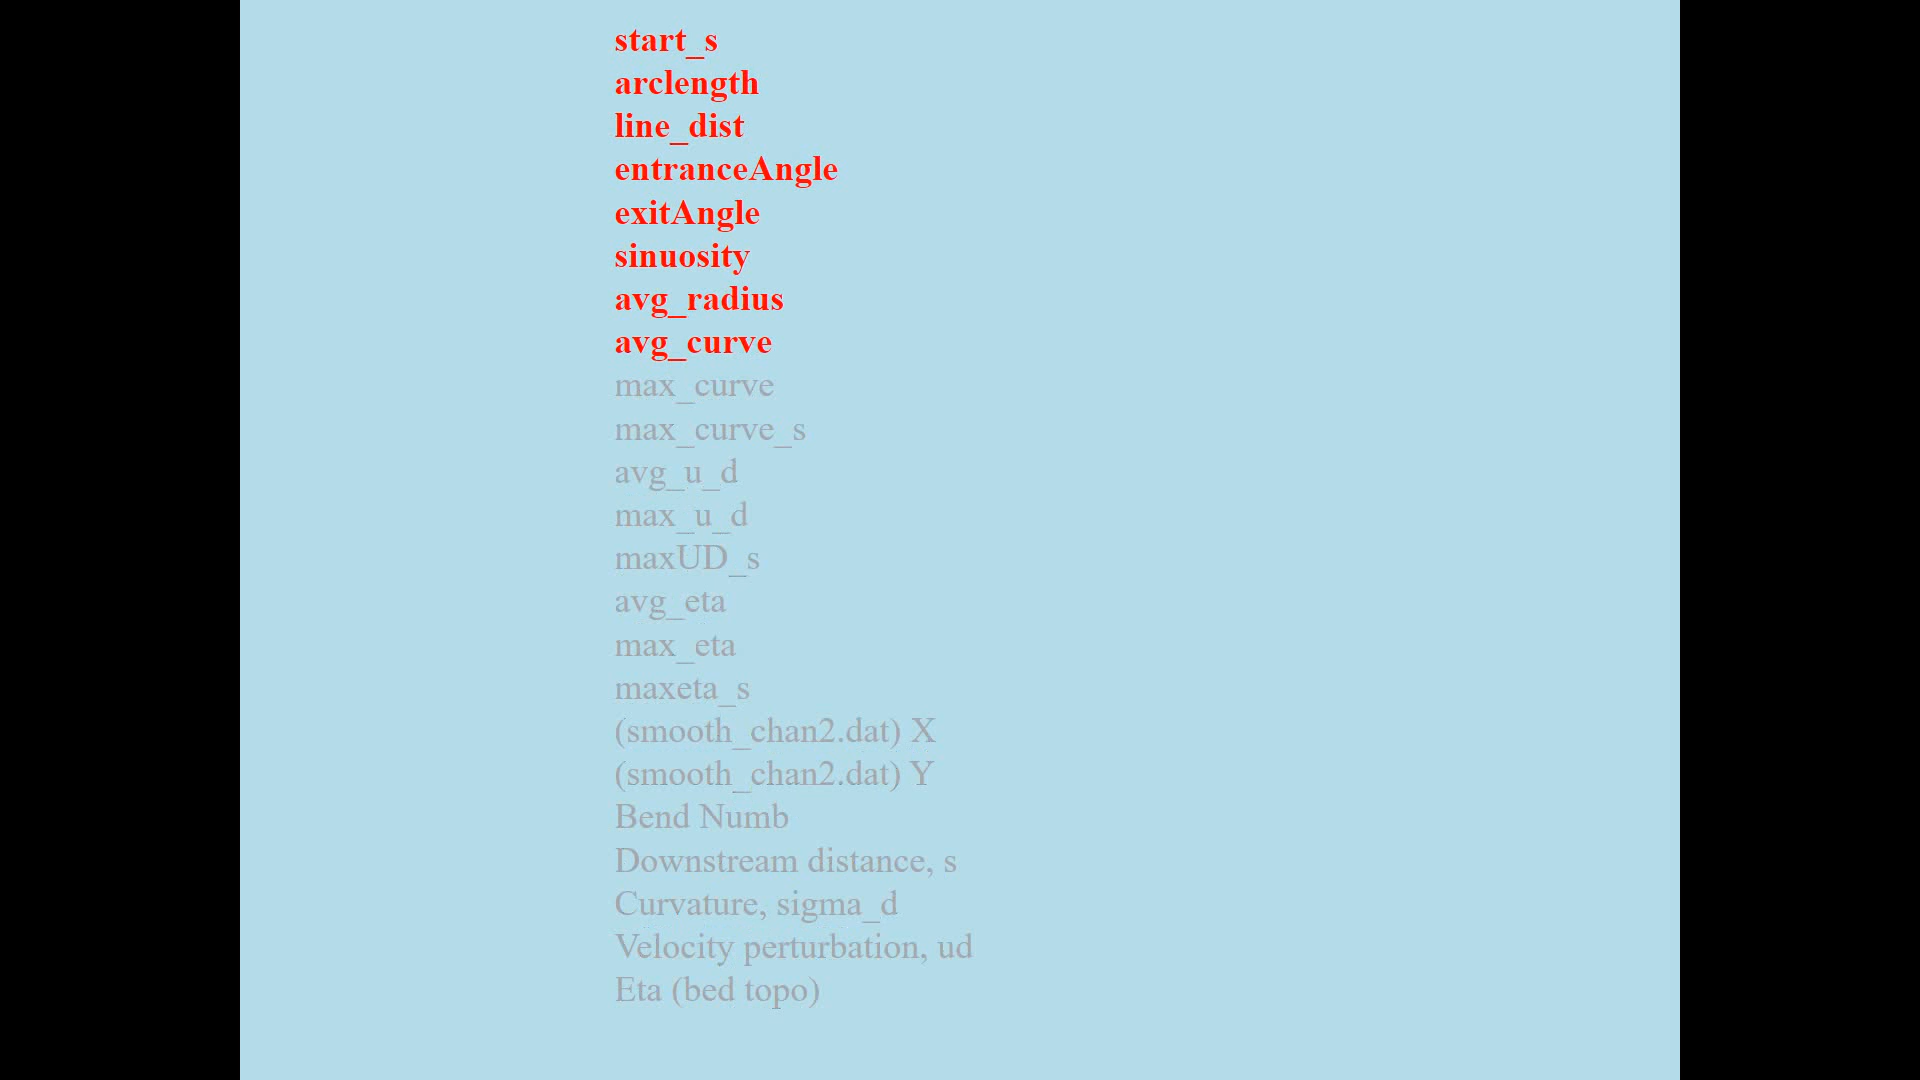 start_s
arclength
line_dist
entranceAngle
exitAngle
sinuosity
avg_radius
avg_curve
max_curve
max_curve_s
avg_u_d
max_u_d
maxUD_s
avg_eta
max_eta
maxeta_s
(smooth_chan2.dat) X
(smooth_chan2.dat) Y
Bend Numb
Downstream distance, s
Curvature, sigma_d
Velocity perturbation, ud
Eta (bed topo)